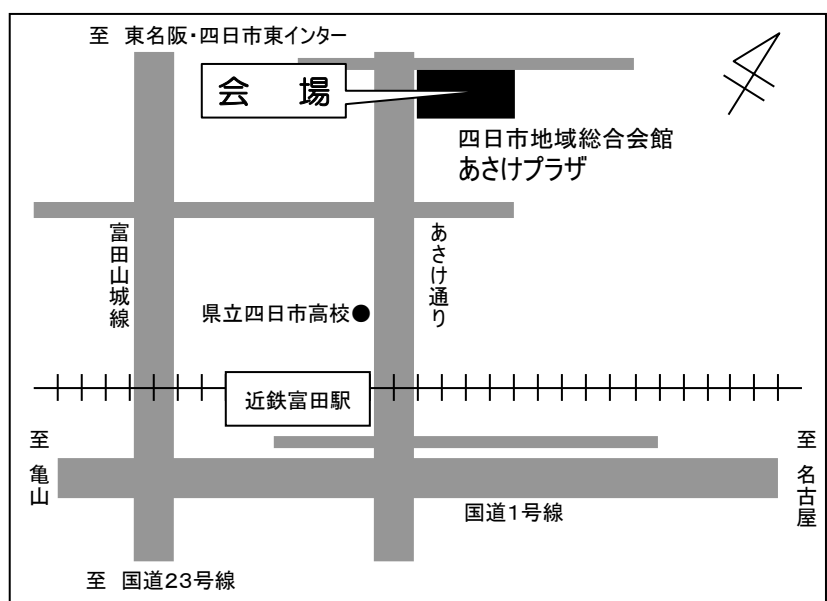 至 東名阪・四日市東インター
会 場
四日市地域総合会館
あさけプラザ
富田山城線
あさけ通り
県立四日市高校
近鉄富田駅
至 亀山
至 名古屋
国道1号線
至 国道23号線